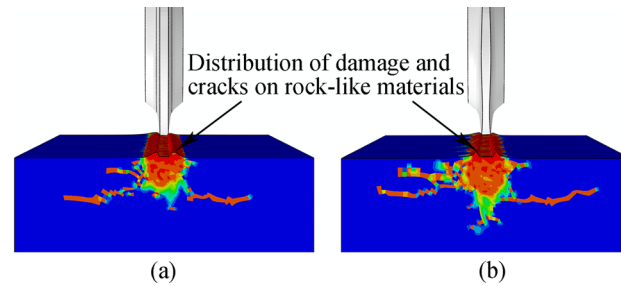 Distribution of damage and
cracks on rock-like materials
(a)
(b)